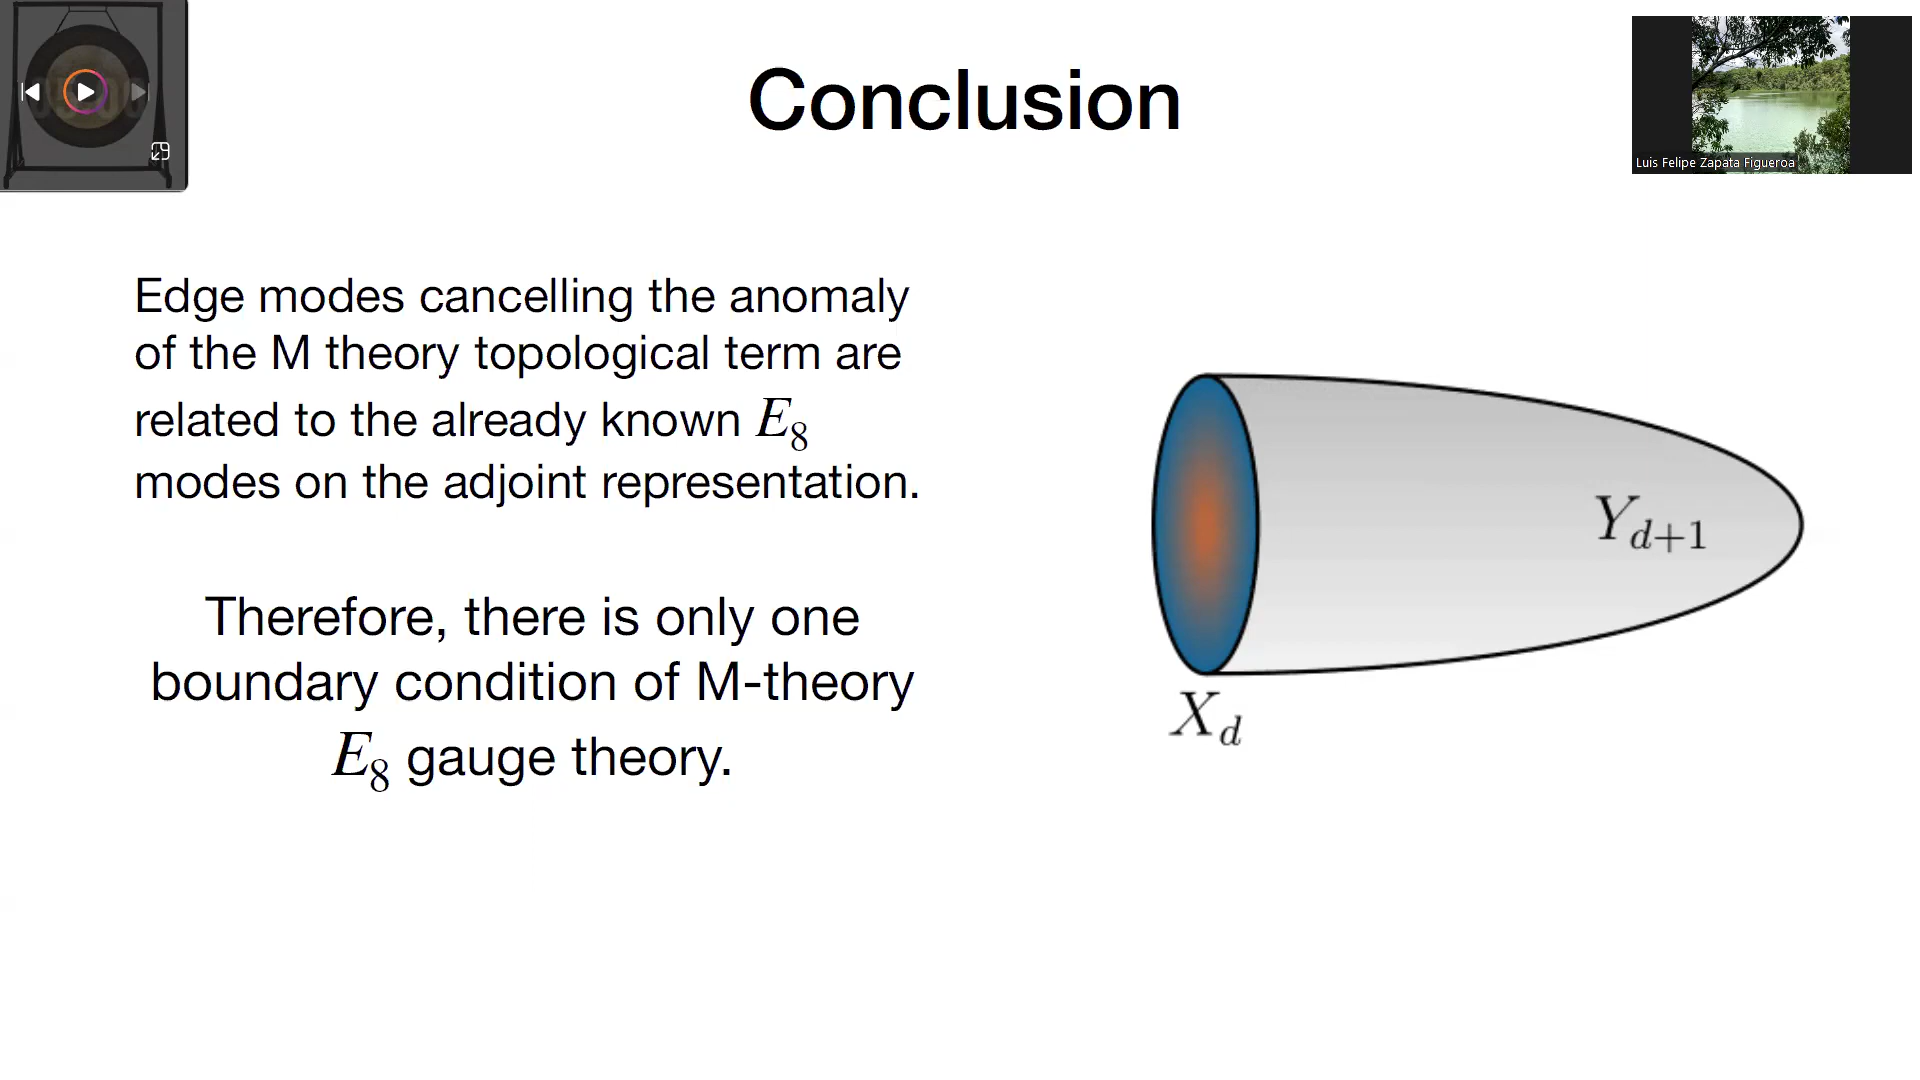 Conclusion
Luis Felipe Zapata Figueroa
Edge modes cancelling the anomaly
of the M theory topological term are
related to the already known E₈
modes on the adjoint representation.
Therefore, there is only one
boundary condition of M-theory
E₈ gauge theory.
Y_{d+1}
X_d